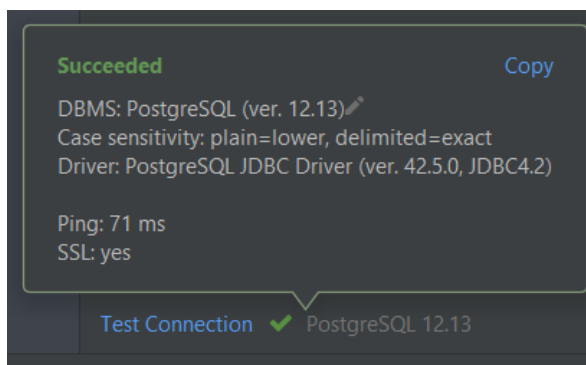 Succeeded Copy
DBMS: PostgreSQL (ver. 12.13)
Case sensitivity: plain=lower, delimited=exact
Driver: PostgreSQL JDBC Driver (ver. 42.5.0, JDBC4.2)
Ping: 71 ms
SSL: yes
Test Connection ✔ PostgreSQL 12.13